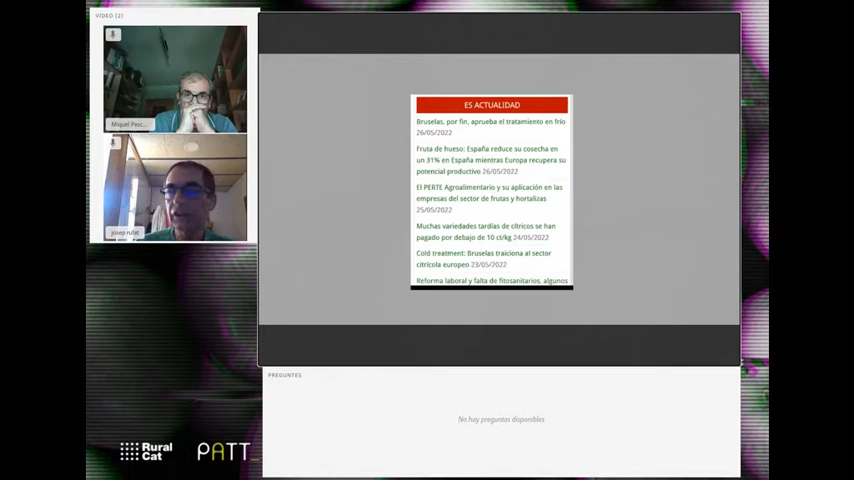 VÍDEO (2)
Miquel Pesc...
josep rufat
ES ACTUALIDAD
Bruselas, por fin, aprueba el tratamiento en frío
26/05/2022
Fruta de hueso: España reduce su cosecha en
un 31% en España mientras Europa recupera su
potencial productivo 26/05/2022
El PERTE Agroalimentario y su aplicación en las
empresas del sector de frutas y hortalizas
25/05/2022
Muchas variedades tardías de cítricos se han
pagado por debajo de 10 ct/kg 24/05/2022
Cold treatment: Bruselas traiciona al sector
citrícola europeo 23/05/2022
Reforma laboral y falta de fitosanitarios, algunos
PREGUNTES
No hay preguntas disponibles
Rural
Cat
PATT_